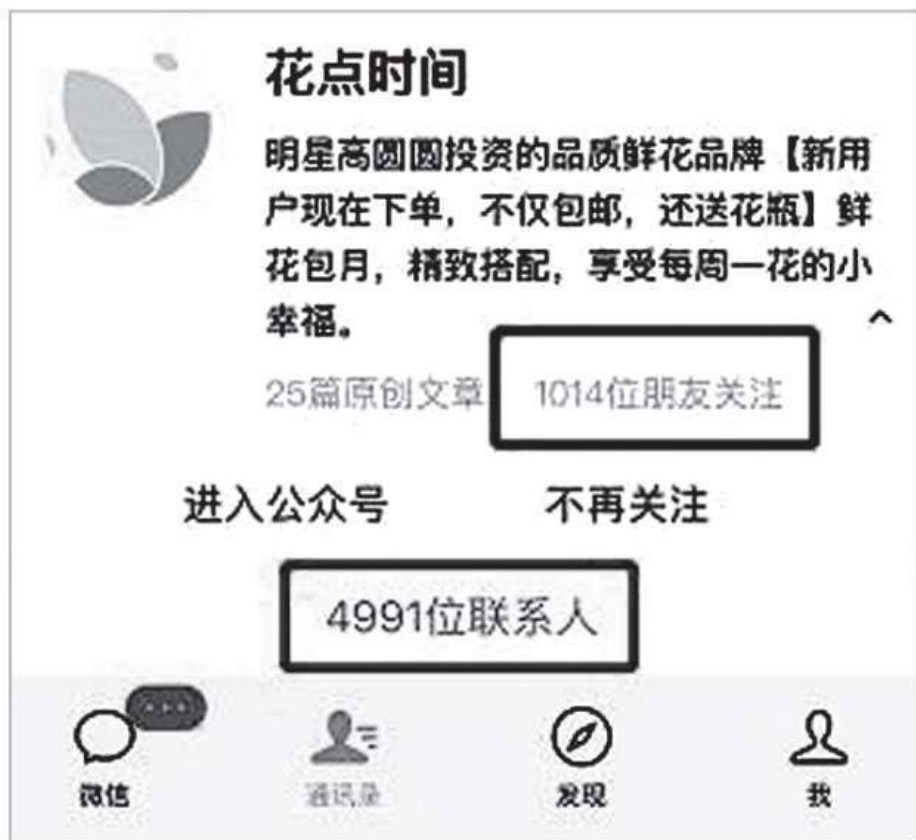 花点时间
明星高圆圆投资的品质鲜花品牌【新用
户现在下单，不仅包邮，还送花瓶】鲜
花包月，精致搭配，享受每周一花的小
幸福。
25篇原创文章 1014位朋友关注
进入公众号 不再关注
4991位联系人
微信 通讯录 发现 我